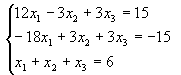 12x₁ − 3x₂ + 3x₃ = 15
−18x₁ + 3x₂ + 3x₃ = −15
x₁ + x₂ + x₃ = 6